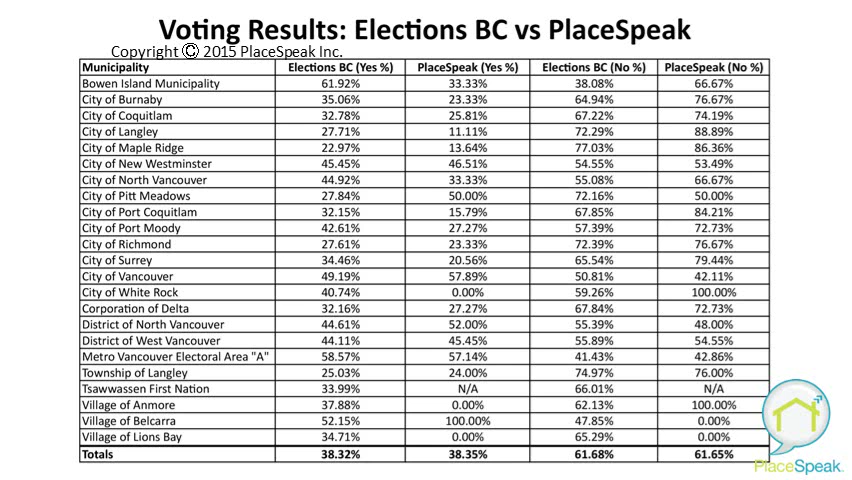 Voting Results: Elections BC vs PlaceSpeak
Copyright © 2015 PlaceSpeak Inc.
Municipality Elections BC (Yes %) PlaceSpeak (Yes %) Elections BC (No %) PlaceSpeak (No %)
Bowen Island Municipality 61.92% 33.33% 38.08% 66.67%
City of Burnaby 35.06% 23.33% 64.94% 76.67%
City of Coquitlam 32.78% 25.81% 67.22% 74.19%
City of Langley 27.71% 11.11% 72.29% 88.89%
City of Maple Ridge 22.97% 13.64% 77.03% 86.36%
City of New Westminster 45.45% 46.51% 54.55% 53.49%
City of North Vancouver 44.92% 33.33% 55.08% 66.67%
City of Pitt Meadows 27.84% 50.00% 72.16% 50.00%
City of Port Coquitlam 32.15% 15.79% 67.85% 84.21%
City of Port Moody 42.61% 27.27% 57.39% 72.73%
City of Richmond 27.61% 23.33% 72.39% 76.67%
City of Surrey 34.46% 20.56% 65.54% 79.44%
City of Vancouver 49.19% 57.89% 50.81% 42.11%
City of White Rock 40.74% 0.00% 59.26% 100.00%
Corporation of Delta 32.16% 27.27% 67.84% 72.73%
District of North Vancouver 44.61% 52.00% 55.39% 48.00%
District of West Vancouver 44.11% 45.45% 55.89% 54.55%
Metro Vancouver Electoral Area "A" 58.57% 57.14% 41.43% 42.86%
Township of Langley 25.03% 24.00% 74.97% 76.00%
Tsawwassen First Nation 33.99% N/A 66.01% N/A
Village of Anmore 37.88% 0.00% 62.13% 100.00%
Village of Belcarra 52.15% 100.00% 47.85% 0.00%
Village of Lions Bay 34.71% 0.00% 65.29% 0.00%
Totals 38.32% 38.35% 61.68% 61.65%
PlaceSpeak